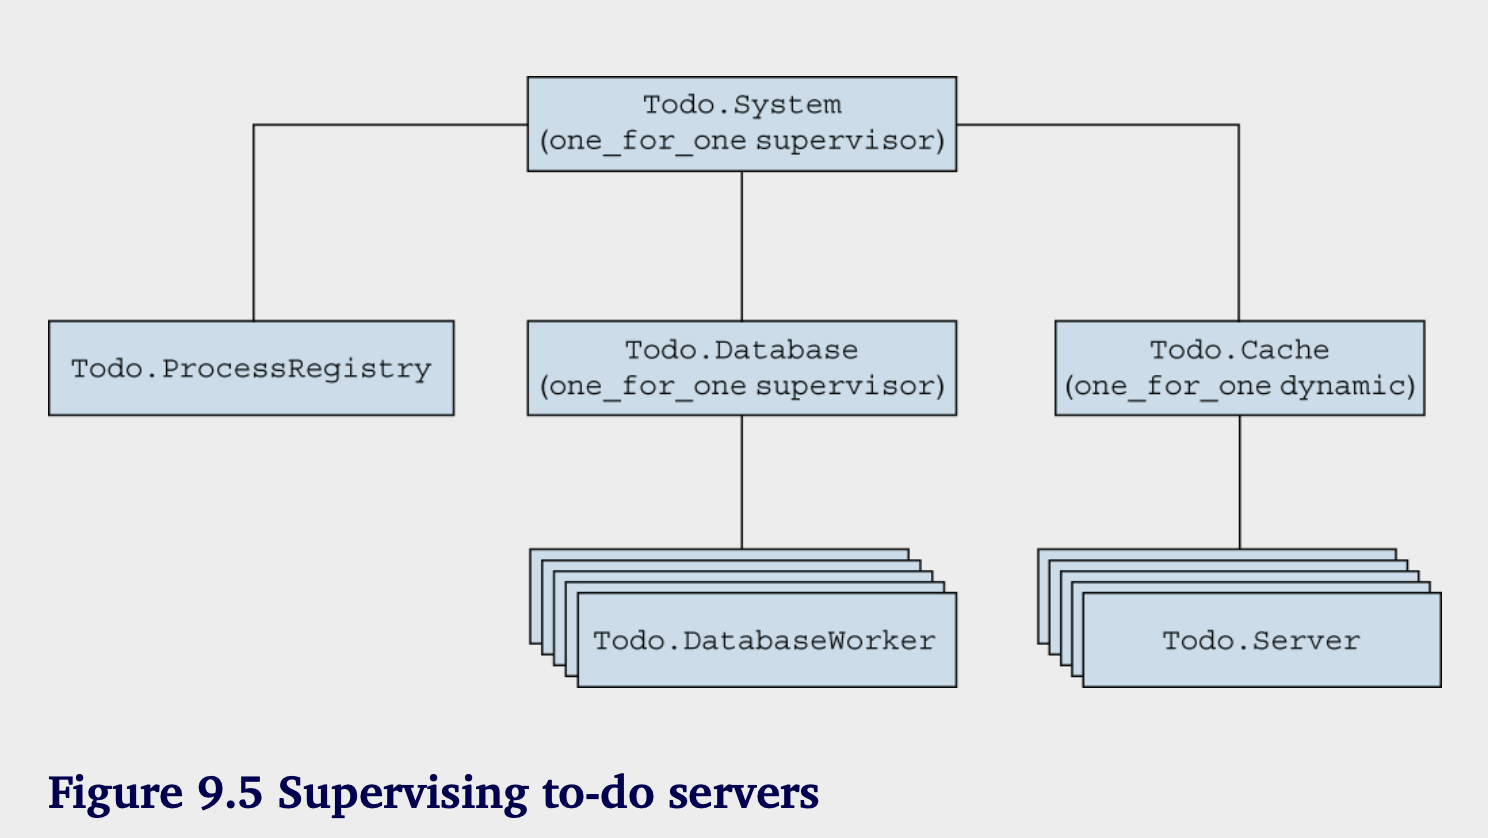 Todo.System
(one_for_one supervisor)
Todo.ProcessRegistry
Todo.Database
(one_for_one supervisor)
Todo.Cache
(one_for_one dynamic)
Todo.DatabaseWorker
Todo.Server
Figure 9.5 Supervising to-do servers